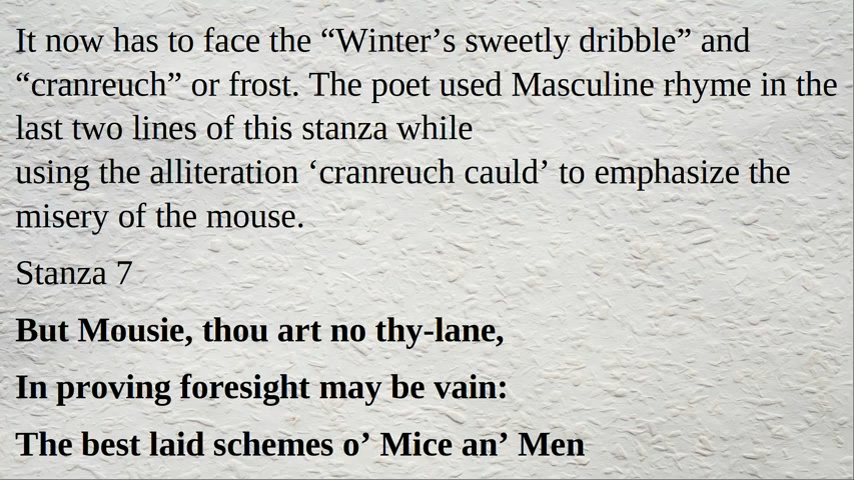 It now has to face the “Winter’s sweetly dribble” and
“cranreuch” or frost. The poet used Masculine rhyme in the
last two lines of this stanza while
using the alliteration ‘cranreuch cauld’ to emphasize the
misery of the mouse.
Stanza 7
But Mousie, thou art no thy-lane,
In proving foresight may be vain:
The best laid schemes o’ Mice an’ Men